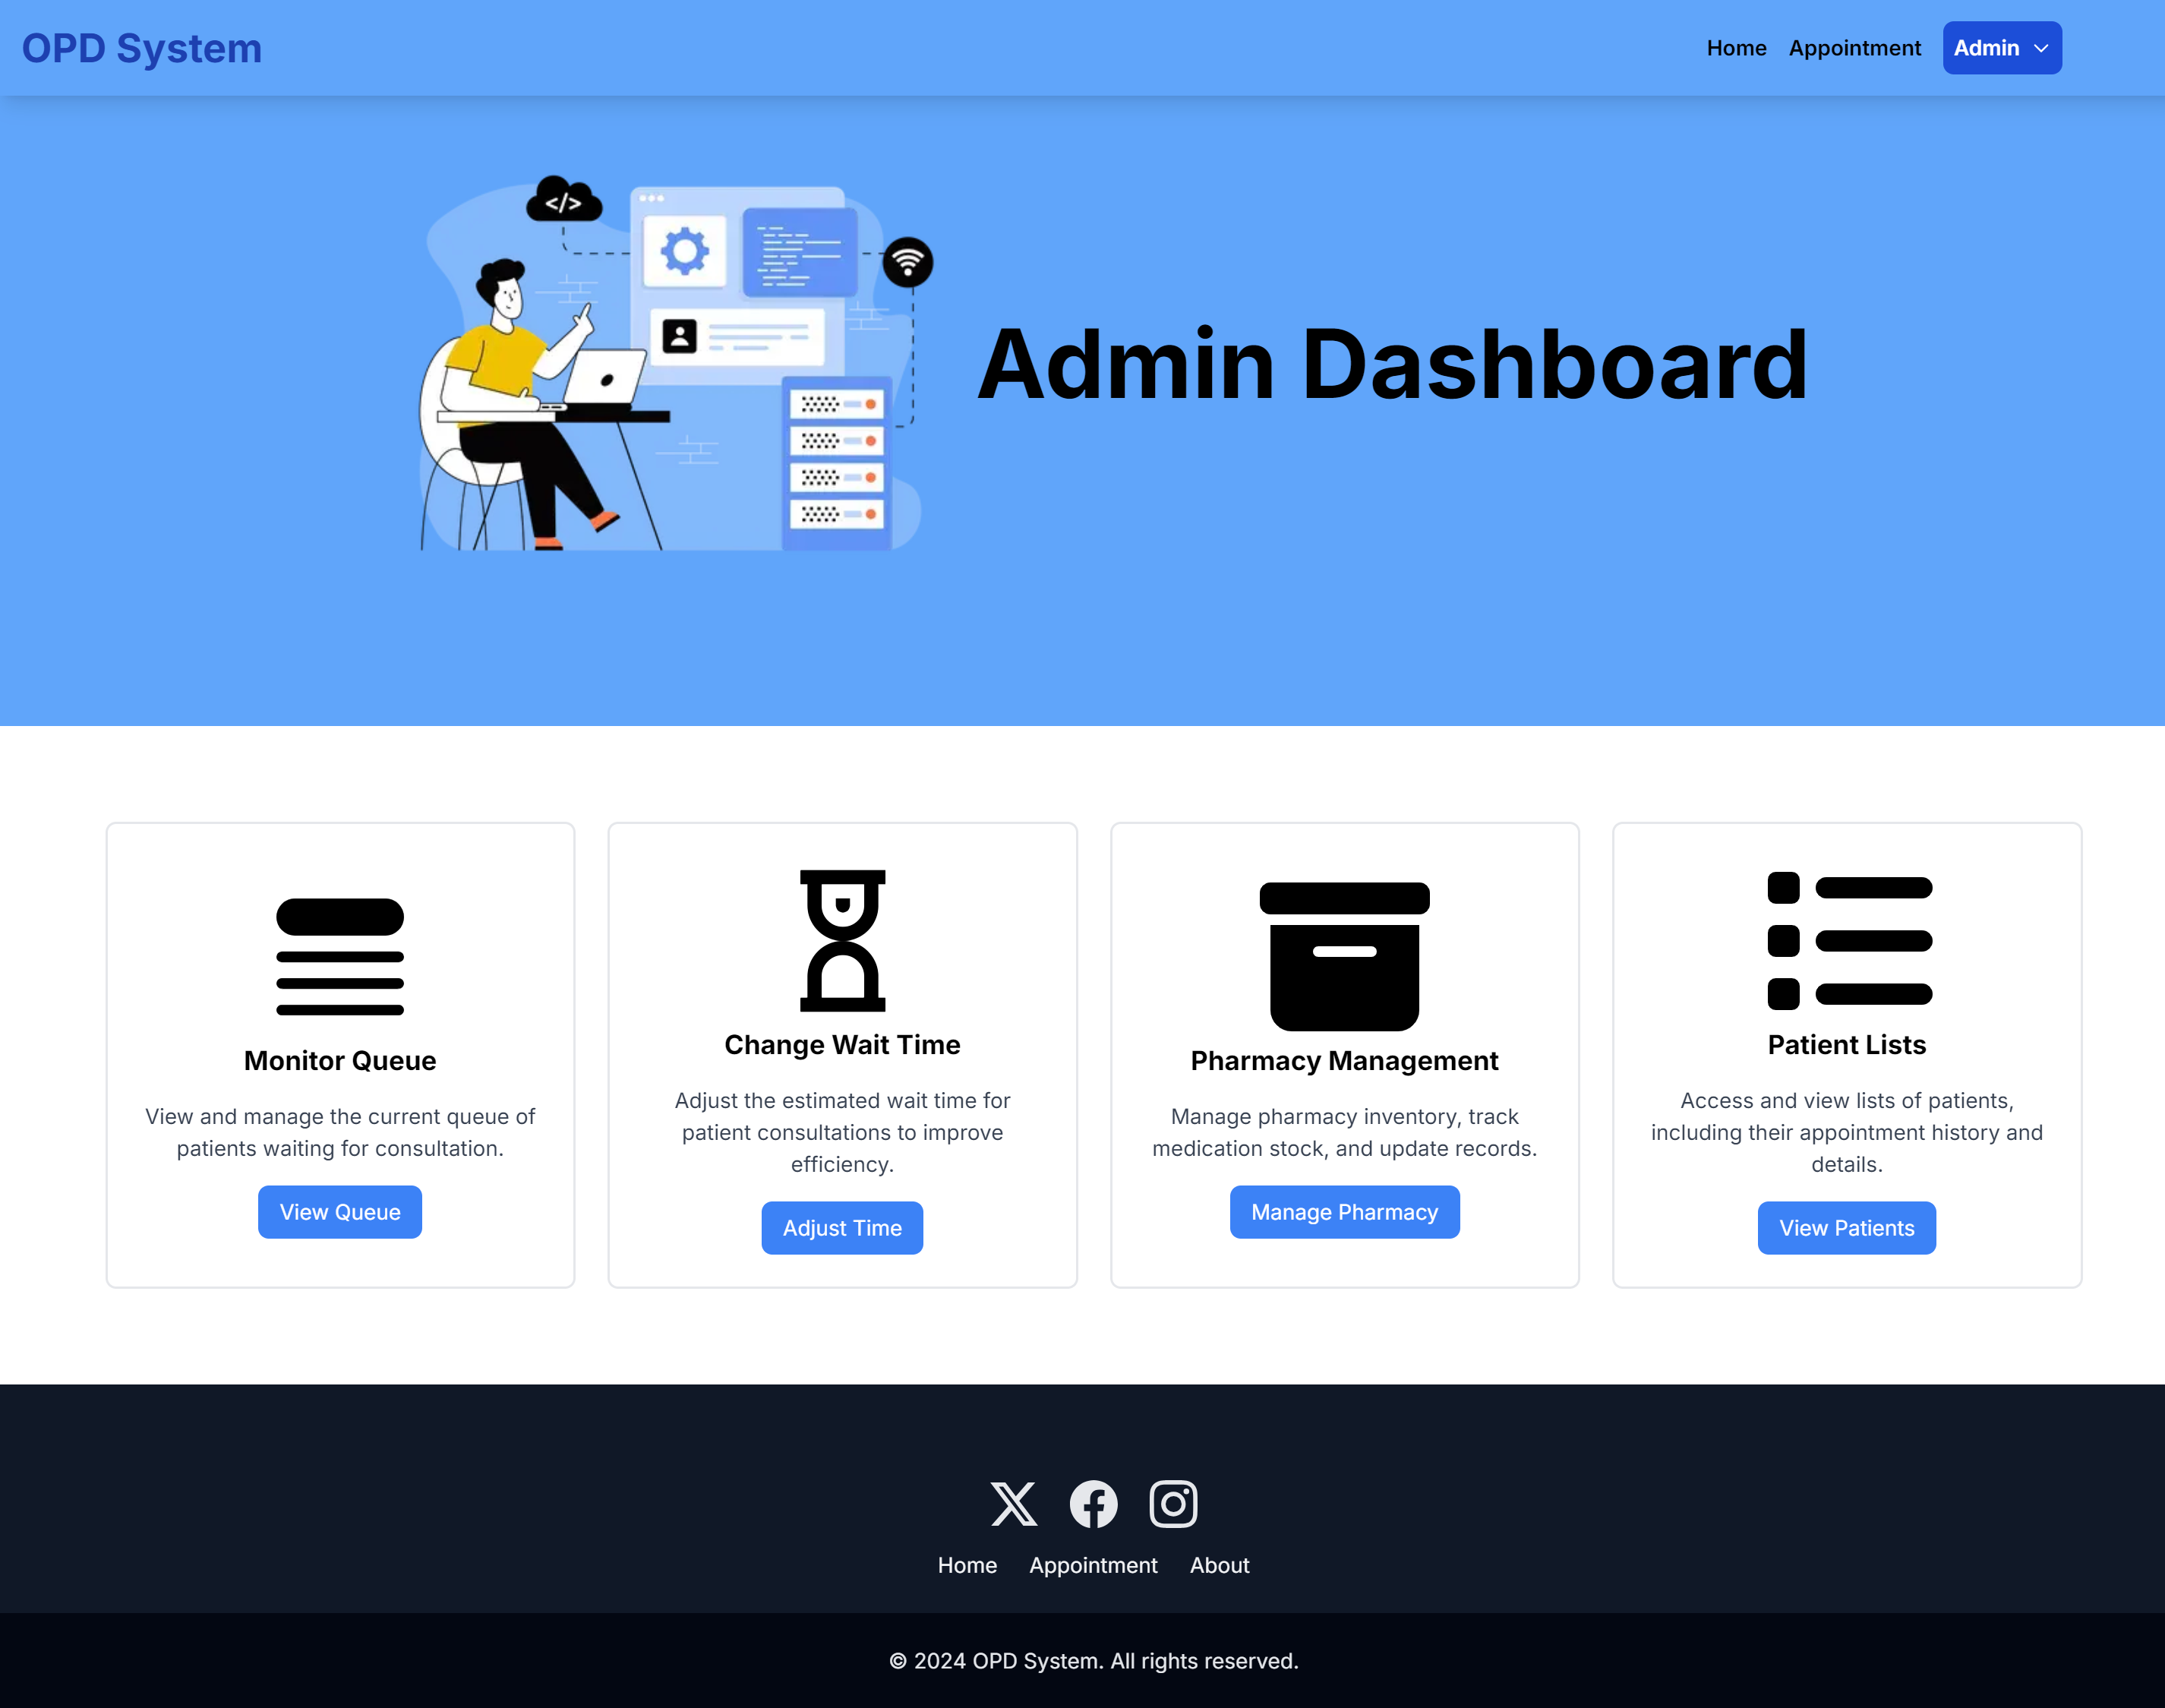 OPD System
Home
Appointment
Admin
</>
Admin Dashboard
Monitor Queue
View and manage the current queue of
patients waiting for consultation.
View Queue
Change Wait Time
Adjust the estimated wait time for
patient consultations to improve
efficiency.
Adjust Time
Pharmacy Management
Manage pharmacy inventory, track
medication stock, and update records.
Manage Pharmacy
Patient Lists
Access and view lists of patients,
including their appointment history and
details.
View Patients
Home
Appointment
About
© 2024 OPD System. All rights reserved.